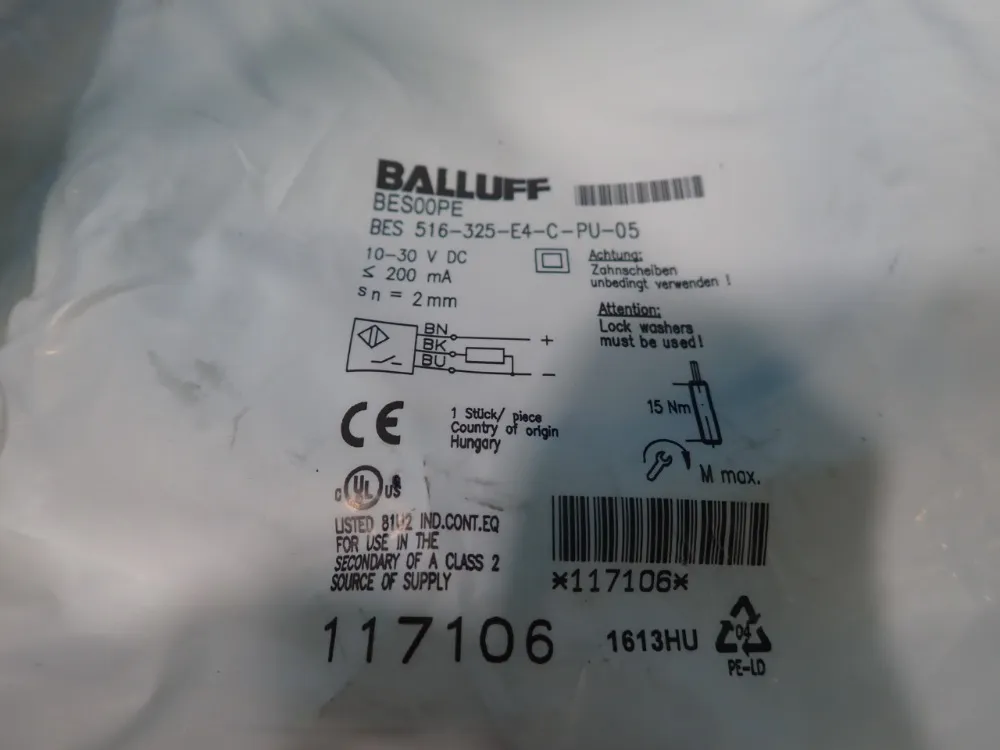 BALLUFF
BES00PE
BES 516-325-E4-C-PU-05
10-30 V DC
≤ 200 mA
sn = 2mm
Achtung:
Zahnscheiben
unbedingt verwenden !
Attention:
Lock washers
must be used!
BN
+
BK
BU
−
15 Nm
M max.
CE
1 Stück/ piece
Country of origin
Hungary
c UL US
LISTED 81U2 IND.CONT.EQ
FOR USE IN THE
SECONDARY OF A CLASS 2
SOURCE OF SUPPLY
*117106*
117106
1613HU
04
PE-LD